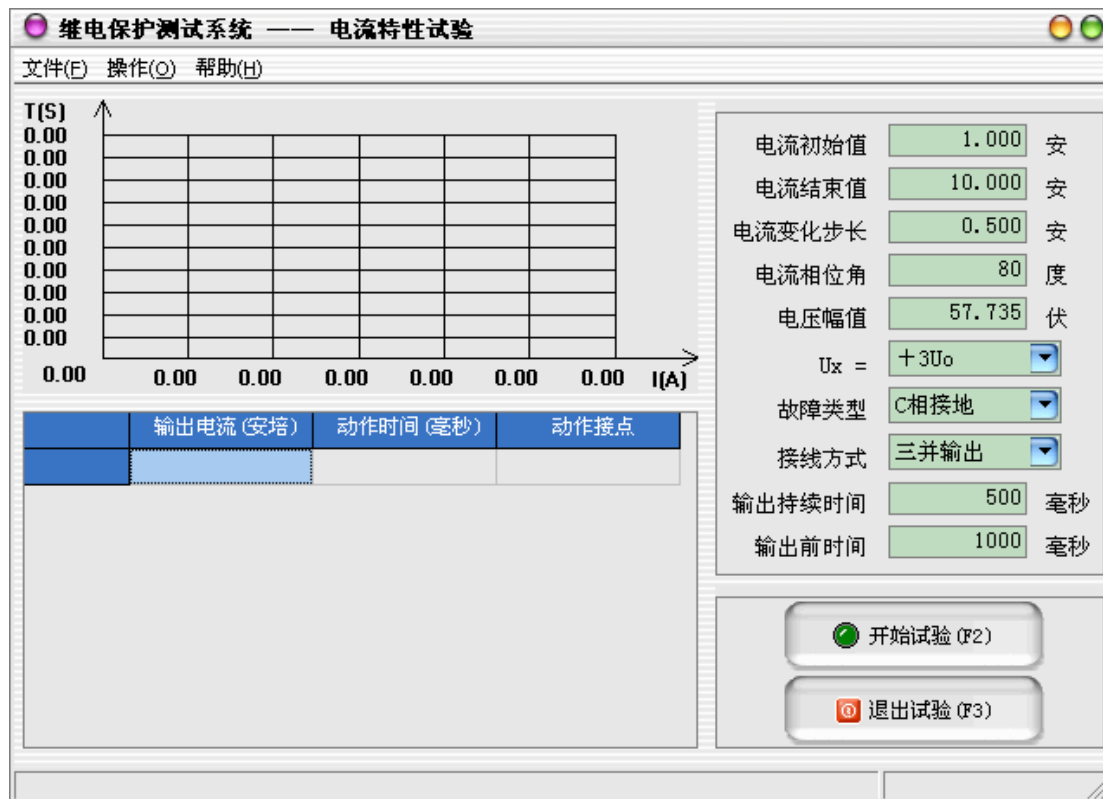 继电保护测试系统 —— 电流特性试验
文件(F) 操作(O) 帮助(H)
T(S)
0.00
0.00
0.00
0.00
0.00
0.00
0.00
0.00
0.00
0.00
0.00 0.00 0.00 0.00 0.00 0.00 0.00 I(A)
输出电流(安培) 动作时间(毫秒) 动作接点
电流初始值 1.000 安
电流结束值 10.000 安
电流变化步长 0.500 安
电流相位角 80 度
电压幅值 57.735 伏
Ux = +3Uo
故障类型 C相接地
接线方式 三并输出
输出持续时间 500 毫秒
输出前时间 1000 毫秒
开始试验(F2)
退出试验(F3)